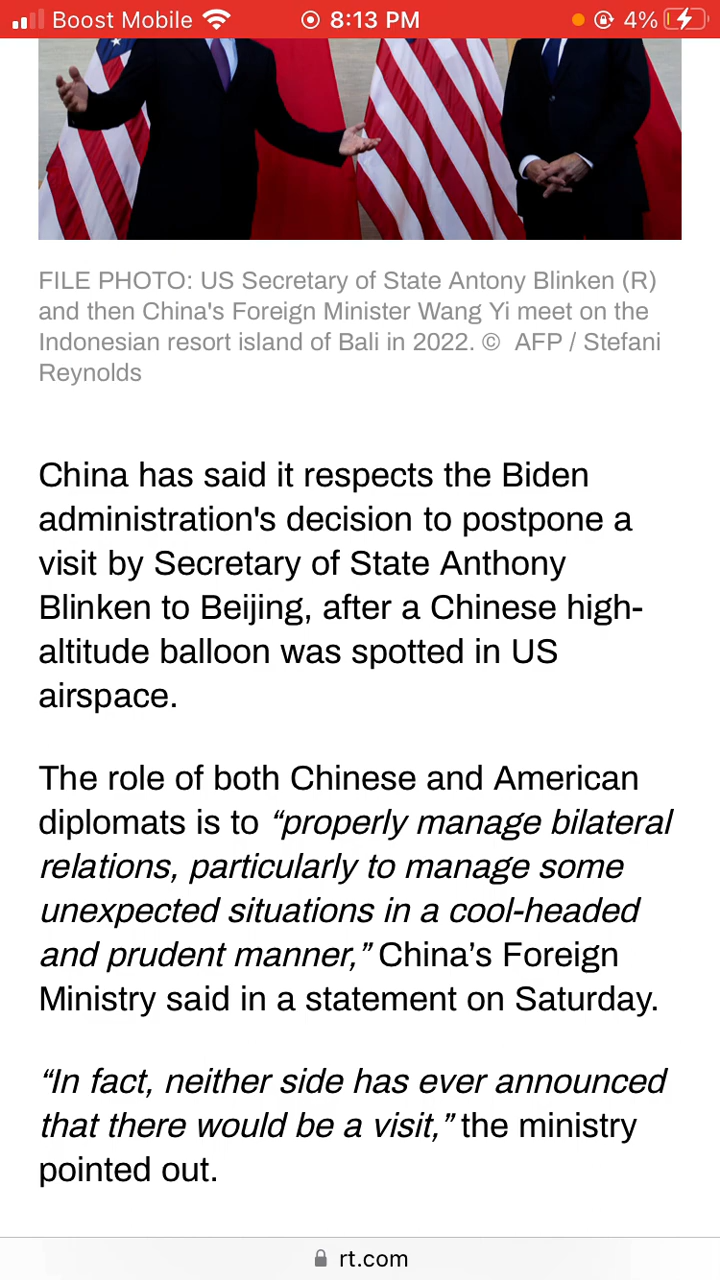 Boost Mobile 8:13 PM 4%
FILE PHOTO: US Secretary of State Antony Blinken (R)
and then China's Foreign Minister Wang Yi meet on the
Indonesian resort island of Bali in 2022. © AFP / Stefani
Reynolds
China has said it respects the Biden
administration's decision to postpone a
visit by Secretary of State Anthony
Blinken to Beijing, after a Chinese high-
altitude balloon was spotted in US
airspace.
The role of both Chinese and American
diplomats is to “properly manage bilateral
relations, particularly to manage some
unexpected situations in a cool-headed
and prudent manner,” China’s Foreign
Ministry said in a statement on Saturday.
“In fact, neither side has ever announced
that there would be a visit,” the ministry
pointed out.
rt.com